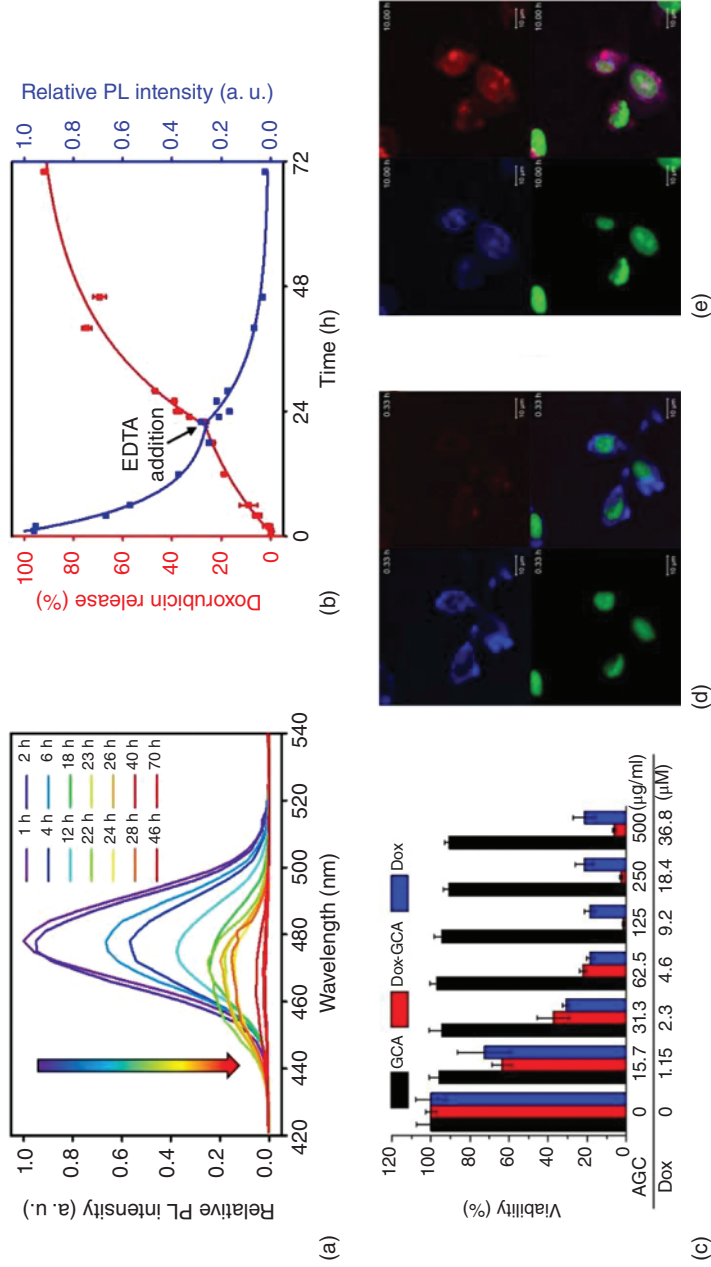 1.0
0.8
0.6
0.4
0.2
0.0
Relative PL intensity (a. u.)
420
440
460
480
500
520
540
Wavelength (nm)
1 h
2 h
4 h
6 h
12 h
18 h
22 h
23 h
24 h
26 h
28 h
40 h
46 h
70 h
(a)
100
80
60
40
20
0
Doxorubicin release (%)
EDTA
addition
0
24
48
72
Time (h)
1.0
0.8
0.6
0.4
0.2
0.0
Relative PL intensity (a. u.)
(b)
GCA
Dox-GCA
Dox
120
100
80
60
40
20
0
Viability (%)
AGC 0 15.7 31.3 62.5 125 250 500 (µg/ml)
Dox 0 1.15 2.3 4.6 9.2 18.4 36.8 (µM)
(c)
0.33 h
10 µm
0.33 h
10 µm
0.33 h
10 µm
0.33 h
10 µm
(d)
10.00 h
10 µm
10.00 h
10 µm
10.00 h
10 µm
10.00 h
10 µm
(e)